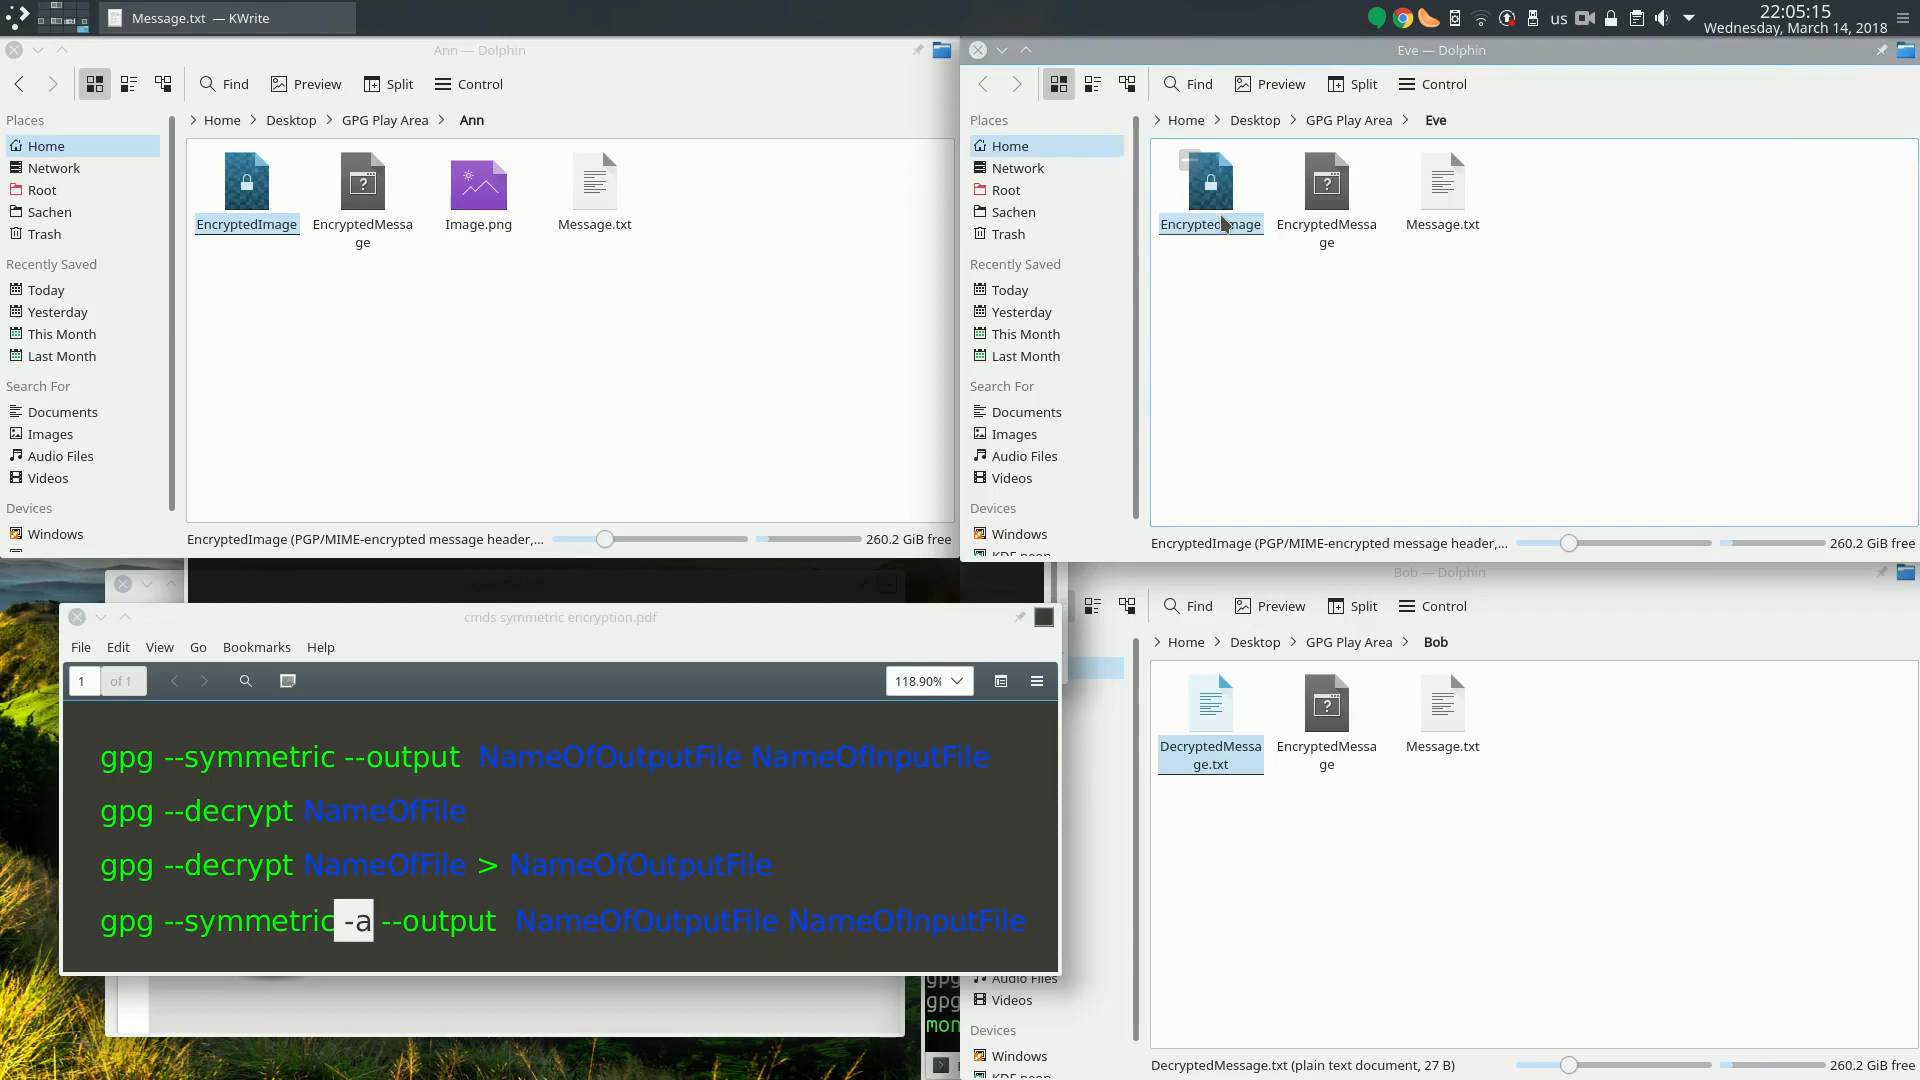 Message.txt — KWrite
us
22:05:15
Wednesday, March 14, 2018
Ann — Dolphin
Find
Preview
Split
Control
Places
Home
Network
Root
Sachen
Trash
Recently Saved
Today
Yesterday
This Month
Last Month
Search For
Documents
Images
Audio Files
Videos
Devices
Windows
Home > Desktop > GPG Play Area > Ann
EncryptedImage
EncryptedMessa
ge
Image.png
Message.txt
EncryptedImage (PGP/MIME-encrypted message header,...
260.2 GiB free
Eve — Dolphin
Find
Preview
Split
Control
Places
Home
Network
Root
Sachen
Trash
Recently Saved
Today
Yesterday
This Month
Last Month
Search For
Documents
Images
Audio Files
Videos
Devices
Windows
KDE neon
Home > Desktop > GPG Play Area > Eve
EncryptedImage
EncryptedMessa
ge
Message.txt
EncryptedImage (PGP/MIME-encrypted message header,...
260.2 GiB free
cmds symmetric encryption.pdf
File Edit View Go Bookmarks Help
1 of 1
118.90%
gpg --symmetric --output NameOfOutputFile NameOfInputFile
gpg --decrypt NameOfFile
gpg --decrypt NameOfFile > NameOfOutputFile
gpg --symmetric -a --output NameOfOutputFile NameOfInputFile
gpg
gpg
mon
Bob — Dolphin
Find
Preview
Split
Control
Home > Desktop > GPG Play Area > Bob
DecryptedMessa
ge.txt
EncryptedMessa
ge
Message.txt
Audio Files
Videos
Devices
Windows
KDE neon
DecryptedMessage.txt (plain text document, 27 B)
260.2 GiB free